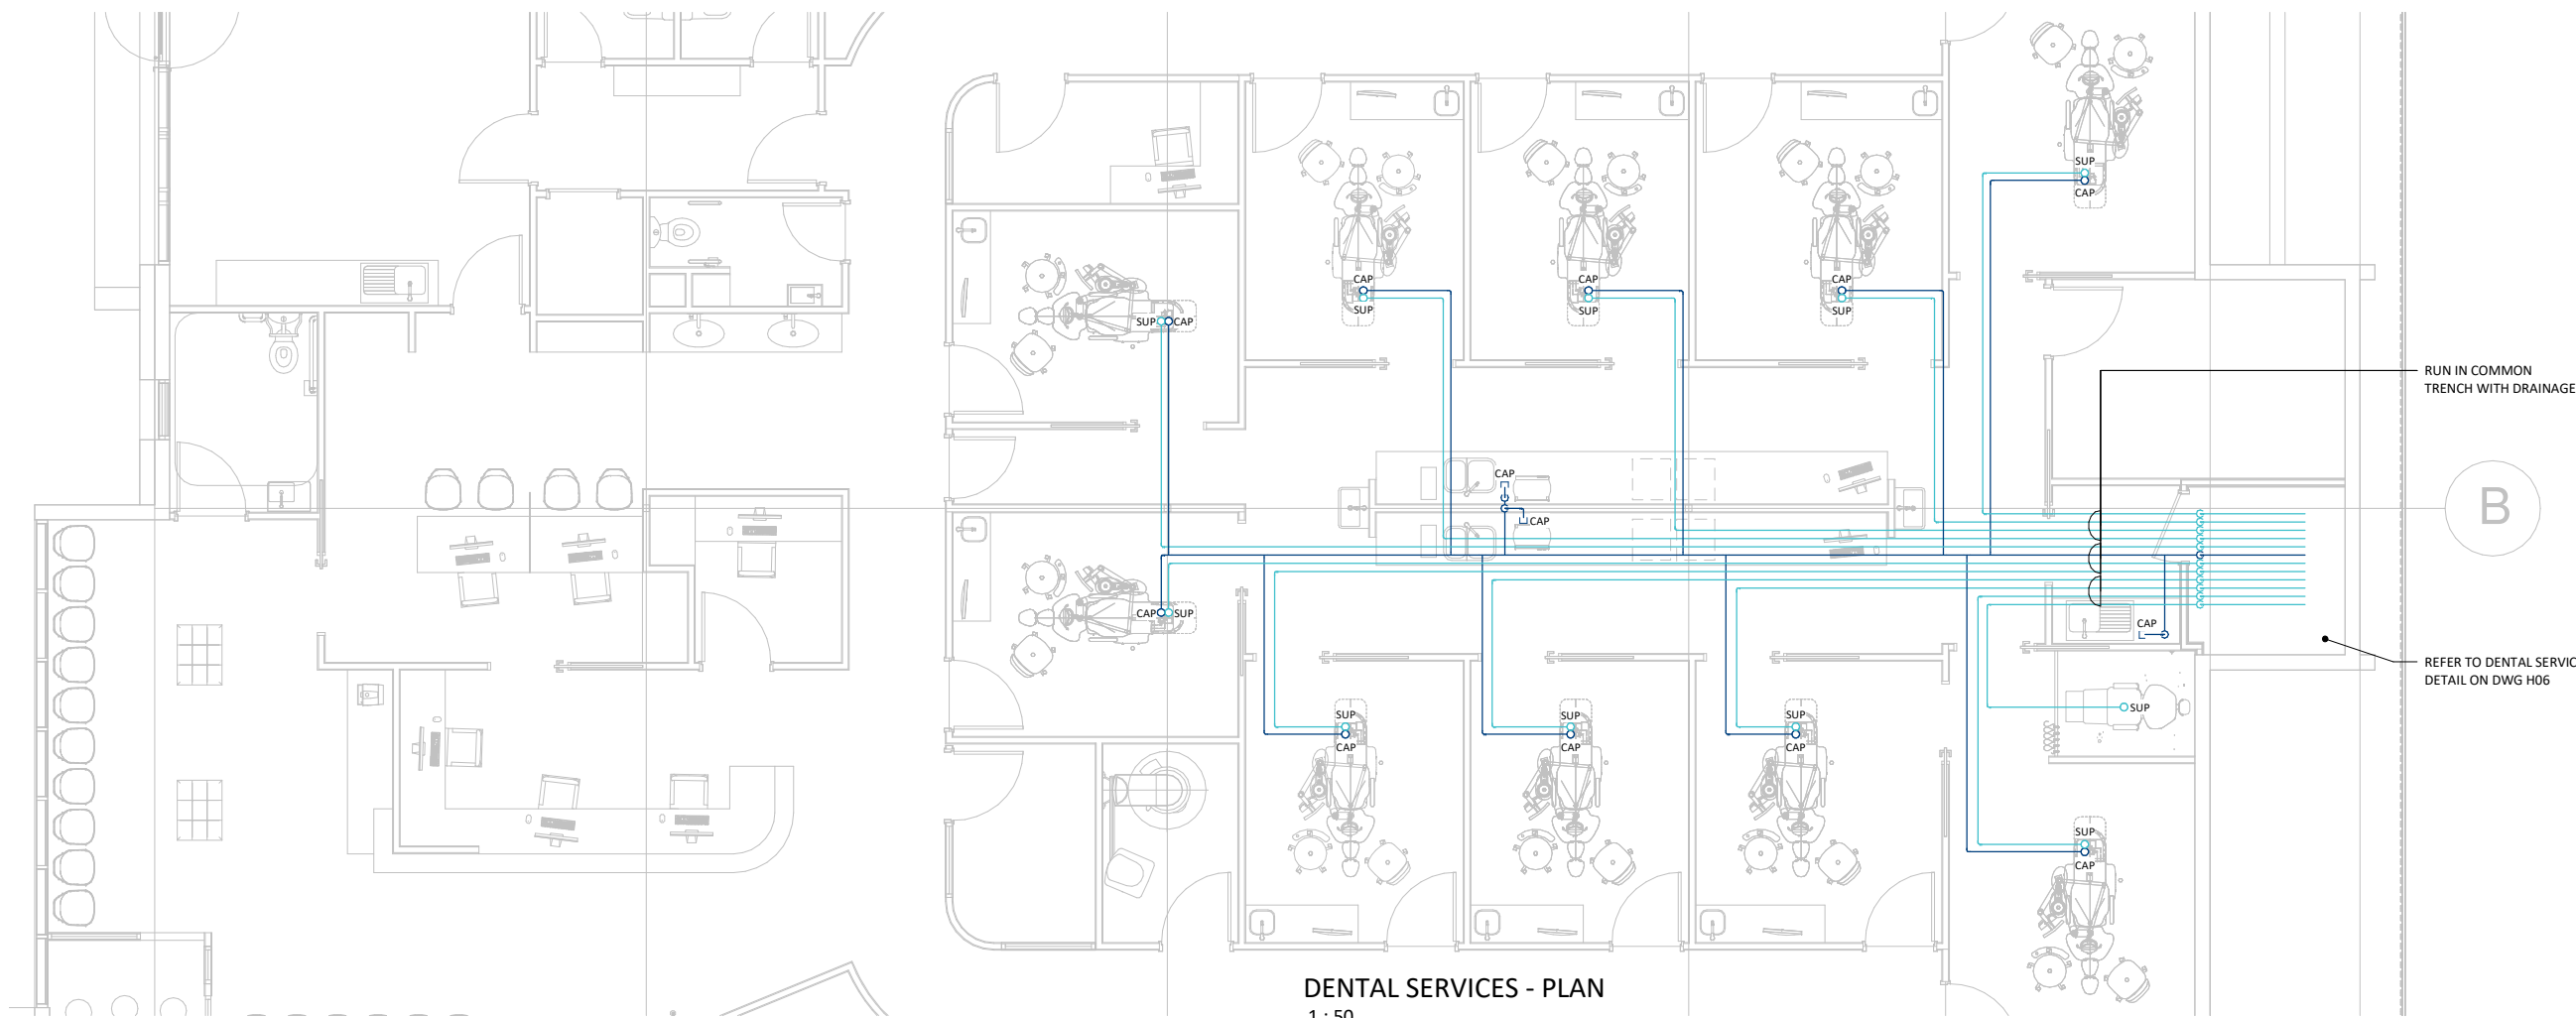 SUP
CAP
CAP
SUP
CAP
SUP
CAP
SUP
SUP CAP
RUN IN COMMON
TRENCH WITH DRAINAGE
CAP
CAP
B
CAP SUP
CAP
REFER TO DENTAL SERVIC
DETAIL ON DWG H06
SUP
SUP
CAP
SUP
CAP
SUP
CAP
SUP
CAP
DENTAL SERVICES - PLAN
1 : 50